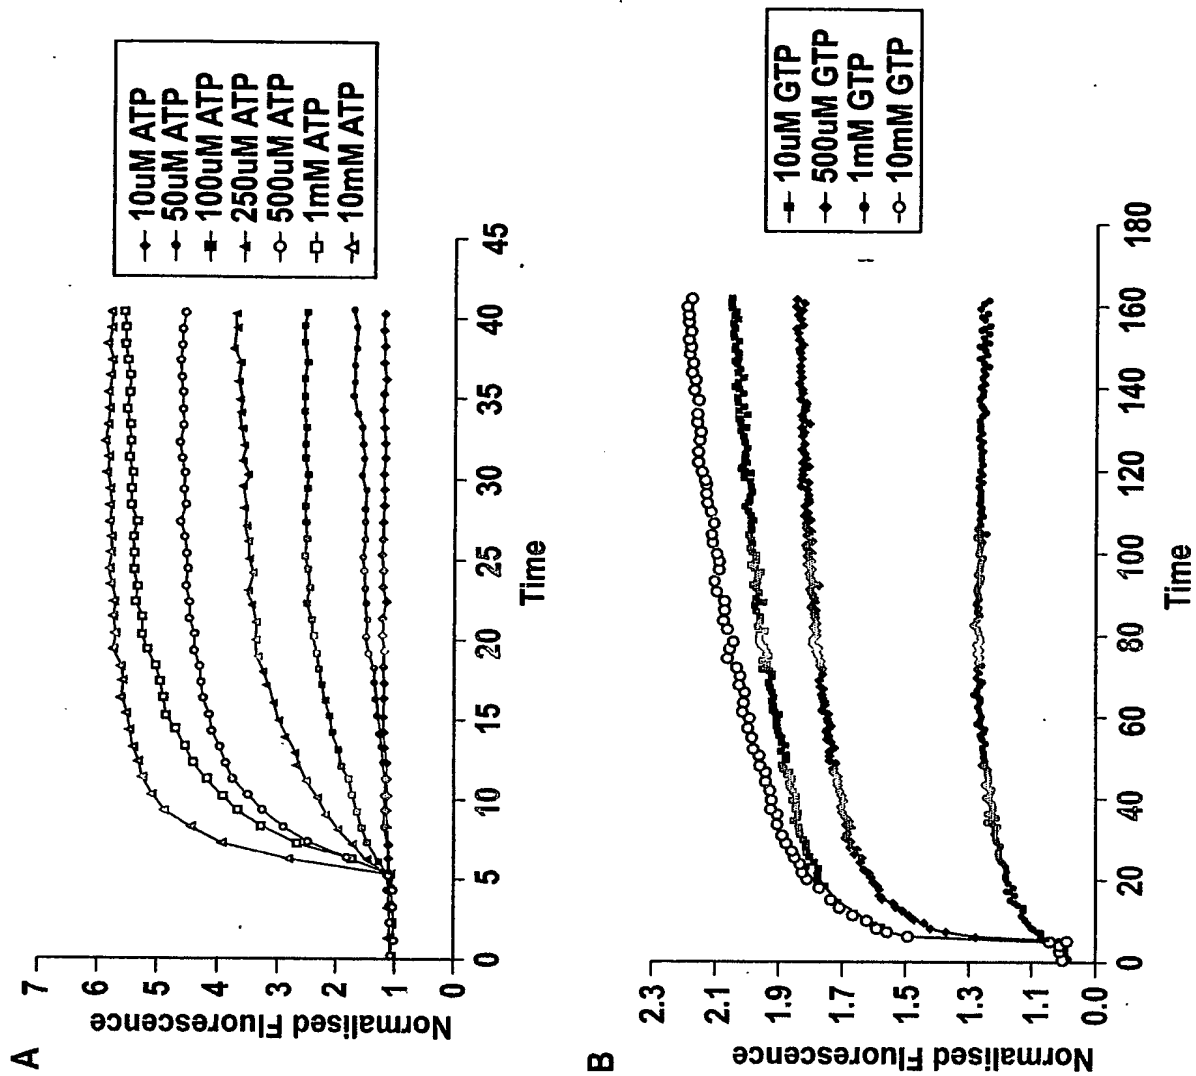 A
Normalised Fluorescence
7
6
5
4
3
2
1
0
0
5
10
15
20
25
30
35
40
45
Time
10uM ATP
50uM ATP
100uM ATP
250uM ATP
500uM ATP
1mM ATP
10mM ATP
B
Normalised Fluorescence
2.3
2.1
1.9
1.7
1.5
1.3
1.1
0.0
0
20
40
60
80
100
120
140
160
180
Time
10uM GTP
500uM GTP
1mM GTP
10mM GTP